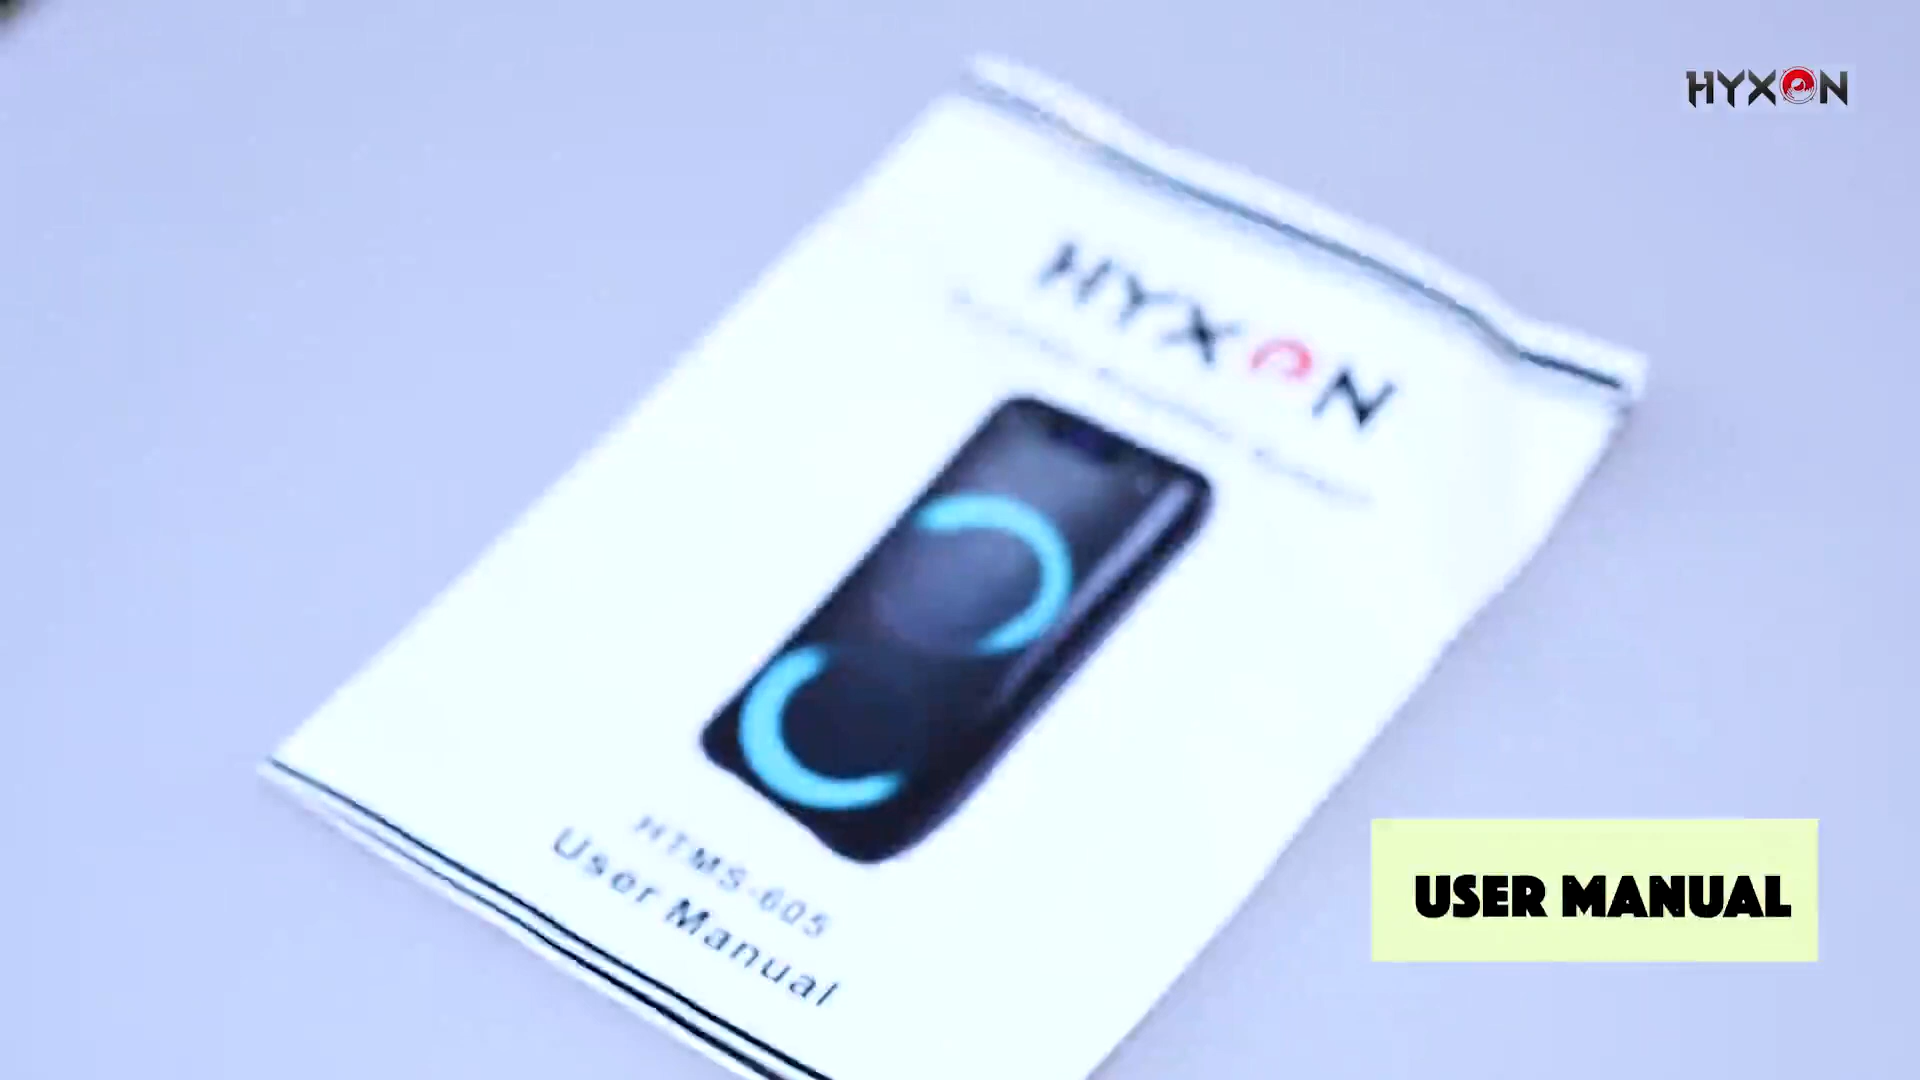 HYXON
HYXON
HTMS-605
User Manual
USER MANUAL